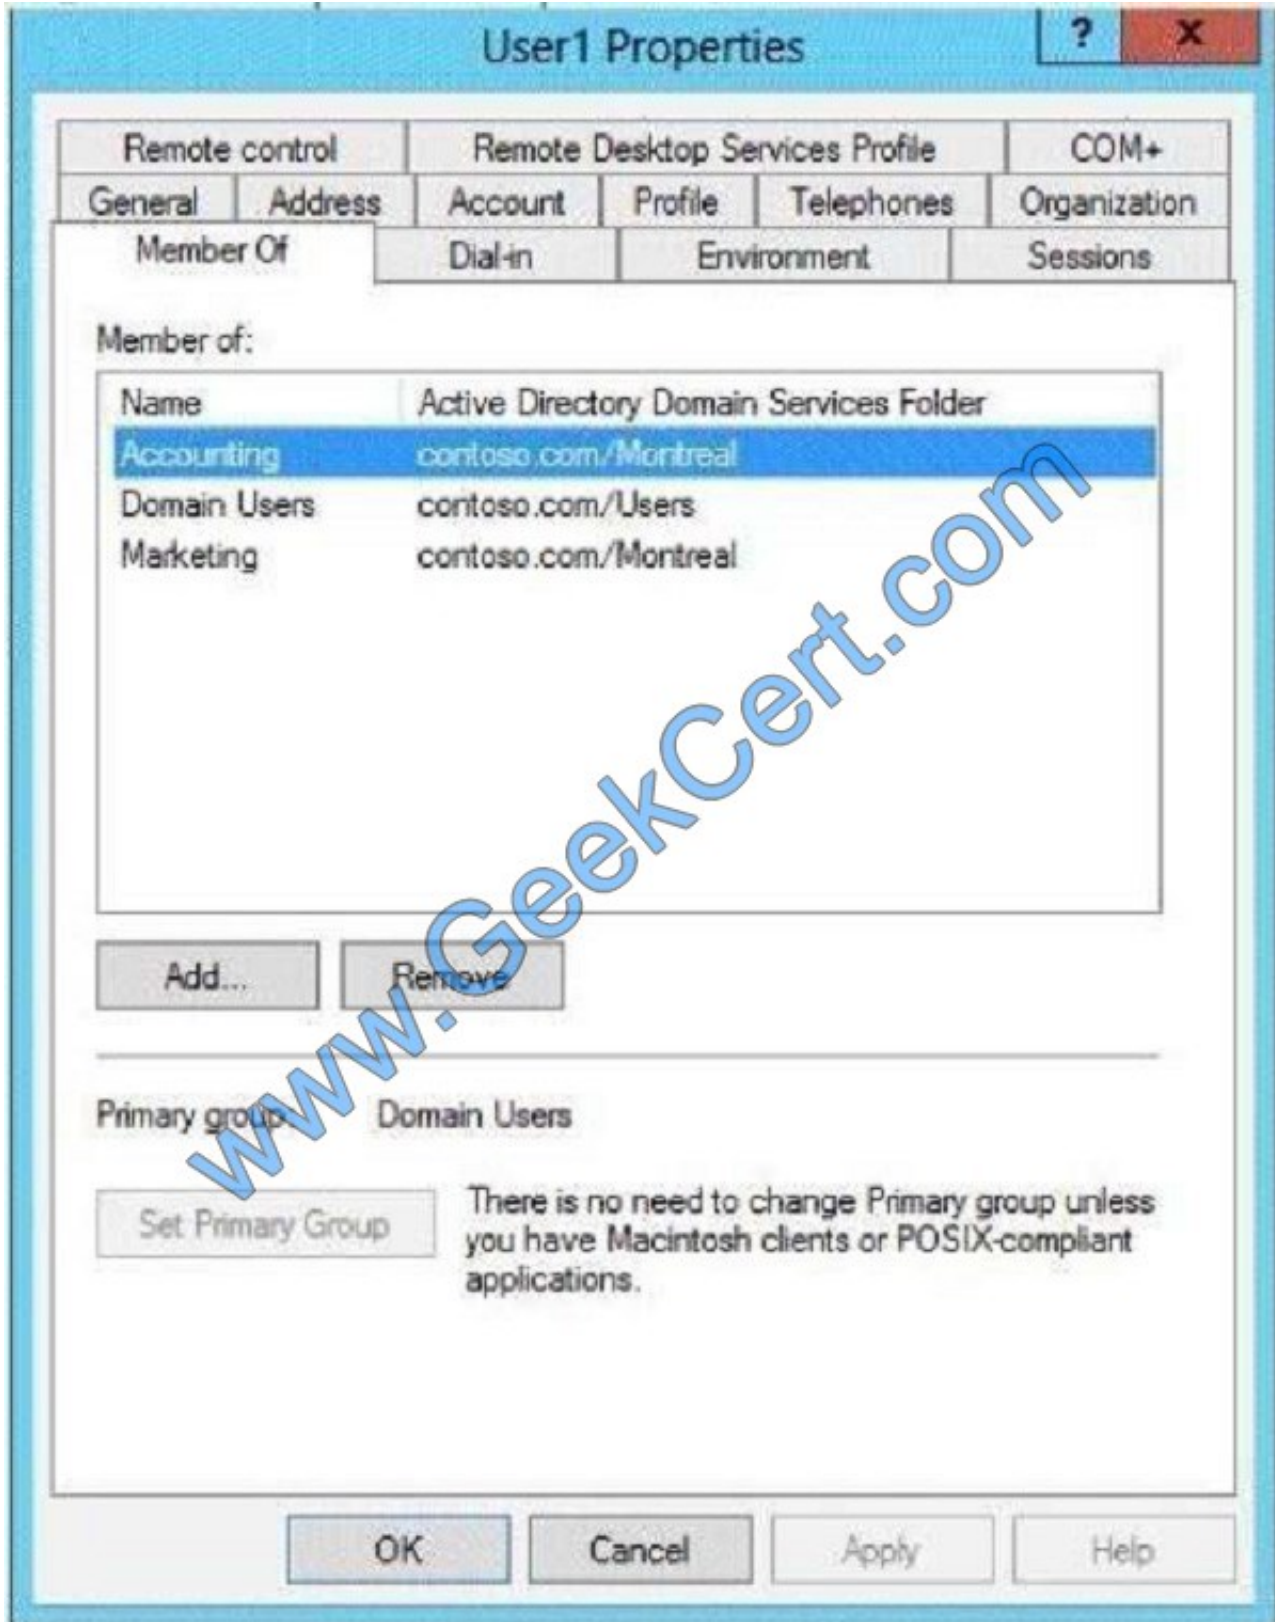 User1 Properties
?
X
Remote control Remote Desktop Services Profile COM+
General Address Account Profile Telephones Organization
Member Of Dial-in Environment Sessions
Member of:
Name Active Directory Domain Services Folder
Accounting contoso.com/Montreal
Domain Users contoso.com/Users
Marketing contoso.com/Montreal
Add... Remove
Primary group: Domain Users
Set Primary Group
There is no need to change Primary group unless
you have Macintosh clients or POSIX-compliant
applications.
OK Cancel Apply Help
www.GeekCert.com